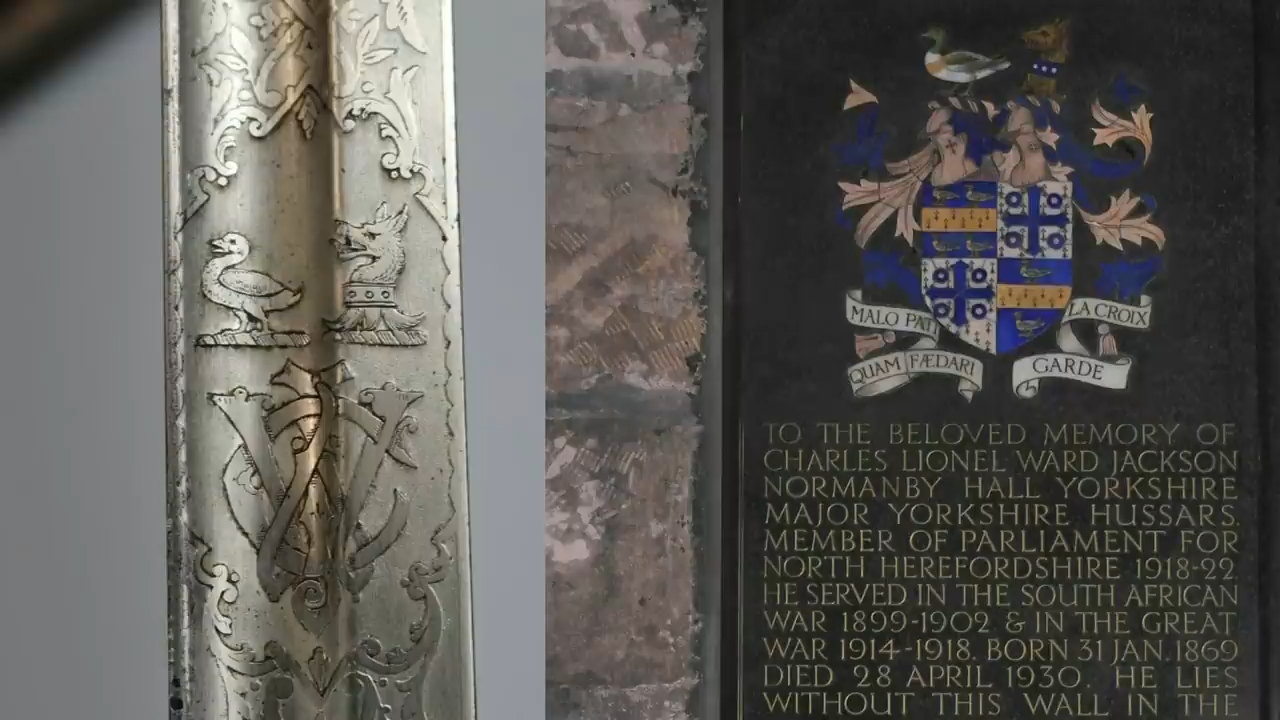 MALO PATI
LA CROIX
QUAM FÆDARI
GARDE
TO THE BELOVED MEMORY OF
CHARLES LIONEL WARD JACKSON
NORMANBY HALL YORKSHIRE
MAJOR YORKSHIRE HUSSARS.
MEMBER OF PARLIAMENT FOR
NORTH HEREFORDSHIRE 1918-22
HE SERVED IN THE SOUTH AFRICAN
WAR 1899-1902 & IN THE GREAT
WAR 1914-1918. BORN 31 JAN. 1869
DIED 28 APRIL 1930. HE LIES
WITHOUT THIS WALL IN THE